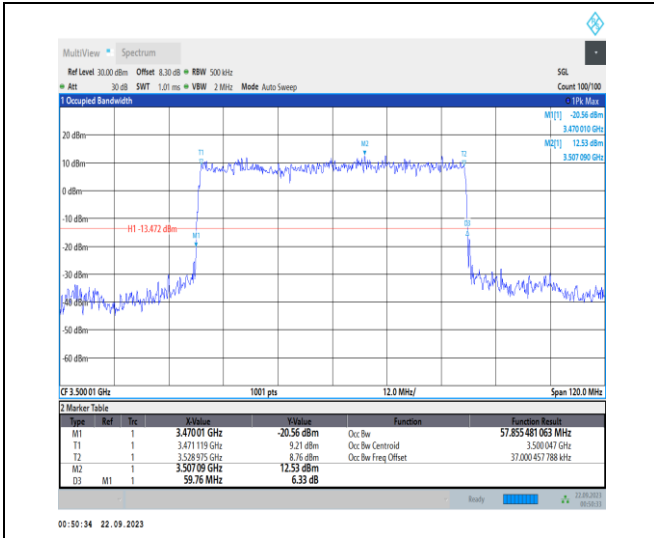 MultiView Spectrum
Ref Level 30.00 dBm Offset 8.30 dB RBW 500 kHz SGL
Att 30 dB SWT 1.01 ms VBW 2 MHz Mode Auto Sweep Count 100/100
1 Occupied Bandwidth 1Pk Max
M1[1] -20.56 dBm
3.470 010 GHz
M2[1] 12.53 dBm
3.507 090 GHz
20 dBm
M2
T1
T2
10 dBm
0 dBm
-10 dBm
D3
H1 -13.472 dBm
M1
-20 dBm
-30 dBm
-40 dBm
-50 dBm
-60 dBm
CF 3.500 01 GHz 1001 pts 12.0 MHz/ Span 120.0 MHz
2 Marker Table
Type Ref Trc X-Value Y-Value Function Function Result
M1 1 3.470 01 GHz -20.56 dBm Occ Bw 57.855 481 063 MHz
T1 1 3.471 119 GHz 9.21 dBm Occ Bw Centroid 3.500 047 GHz
T2 1 3.528 975 GHz 8.76 dBm Occ Bw Freq Offset 37.000 457 788 kHz
M2 1 3.507 09 GHz 12.53 dBm
D3 M1 1 59.76 MHz 6.33 dB
Ready 22.09.2023
00:50:33
00:50:34 22.09.2023